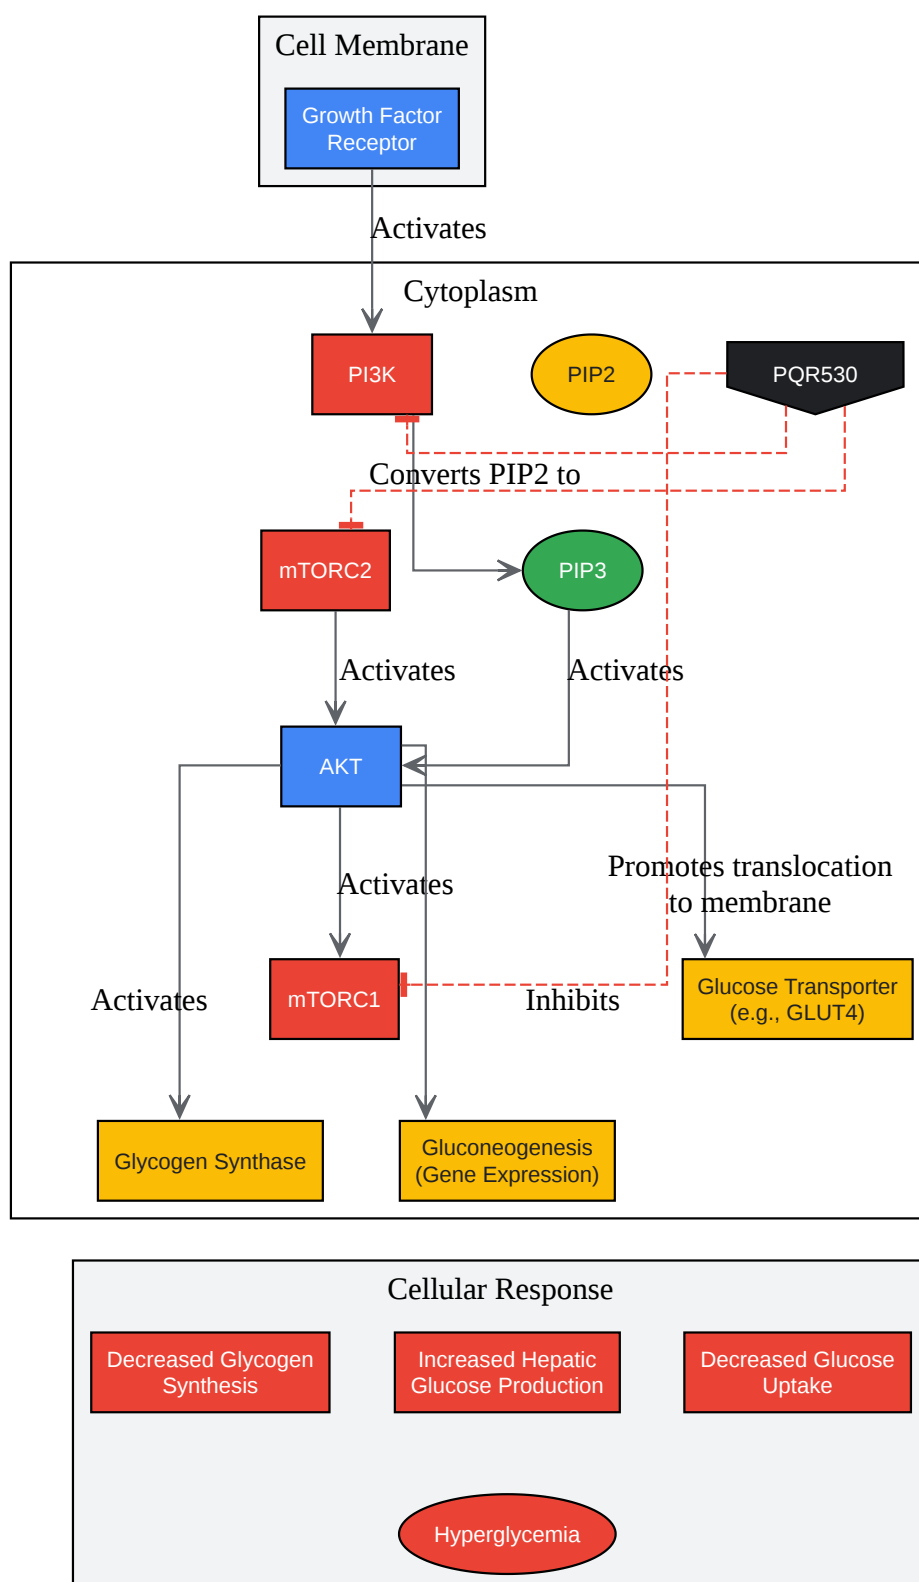 Cell Membrane
Growth Factor
Receptor
Activates
Cytoplasm
PI3K
PIP2
PQR530
Converts PIP2 to
mTORC2
PIP3
Activates
Activates
AKT
Promotes translocation
to membrane
Activates
Activates
mTORC1
Inhibits
Glucose Transporter
(e.g., GLUT4)
Glycogen Synthase
Gluconeogenesis
(Gene Expression)
Cellular Response
Decreased Glycogen
Synthesis
Increased Hepatic
Glucose Production
Decreased Glucose
Uptake
Hyperglycemia